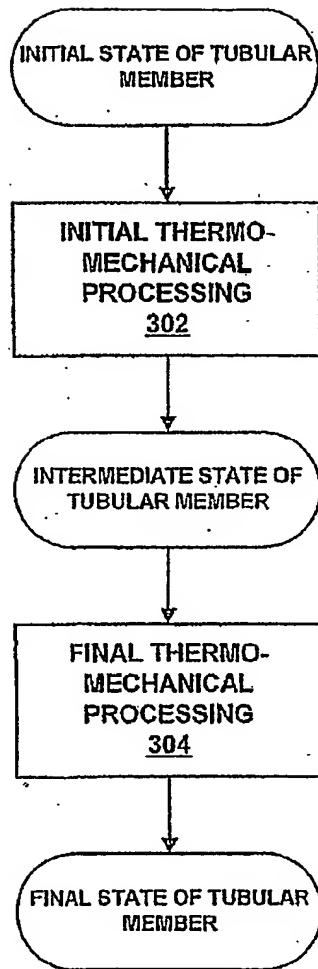 INITIAL STATE OF TUBULAR
MEMBER
INITIAL THERMO-
MECHANICAL
PROCESSING
302
INTERMEDIATE STATE OF
TUBULAR MEMBER
FINAL THERMO-
MECHANICAL
PROCESSING
304
FINAL STATE OF TUBULAR
MEMBER